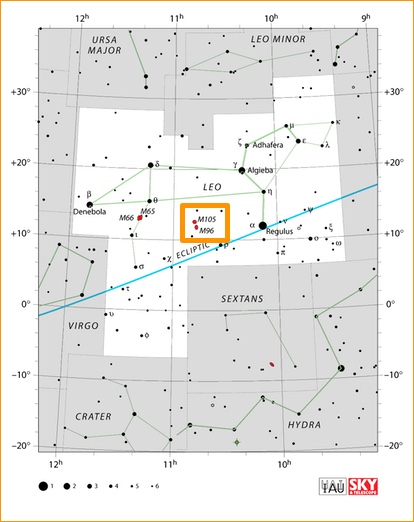 12h 11h 10h 9h
URSA
MAJOR
LEO MINOR
+30°
+30°
μ
κ
ζ
Adhafera
ε
λ
+20°
δ
γ
Algieba
+20°
LEO
η
β
θ
Denebola
M65
M66
M105
M96
ψ
ν
α
Regulus
ξ
+10°
ι
ρ
ο
ω
+10°
ECLIPTIC
χ
π
σ
τ
SEXTANS
0°
0°
υ
VIRGO
φ
−10°
−10°
CRATER
HYDRA
−20°
−20°
12h 11h 10h
1 2 3 4 5 6
IAU
SKY
& TELESCOPE